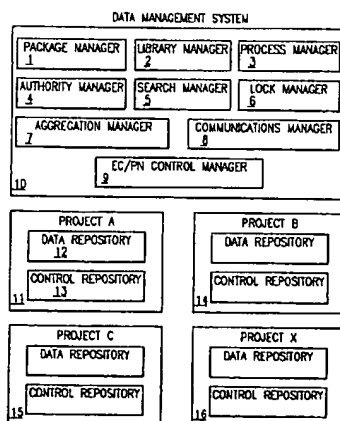 DATA MANAGEMENT SYSTEM
PACKAGE MANAGER
1
LIBRARY MANAGER
2
PROCESS MANAGER
3
AUTHORITY MANAGER
4
SEARCH MANAGER
5
LOCK MANAGER
6
AGGRECATION MANAGER
7
COMMUNICATIONS MANAGER
8
EC/PN CONTROL MANAGER
9
10
PROJECT A
DATA REPOSITORY
12
CONTROL REPOSITORY
13
11
PROJECT B
DATA REPOSITORY
CONTROL REPOSITORY
14
PROJECT C
DATA REPOSITORY
CONTROL REPOSITORY
15
PROJECT X
DATA REPOSITORY
CONTROL REPOSITORY
16